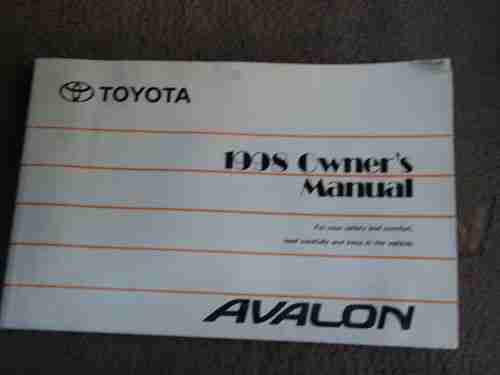 TOYOTA
1998 Owner's
Manual
For your safety and comfort,
read carefully and keep in the vehicle.
AVALON